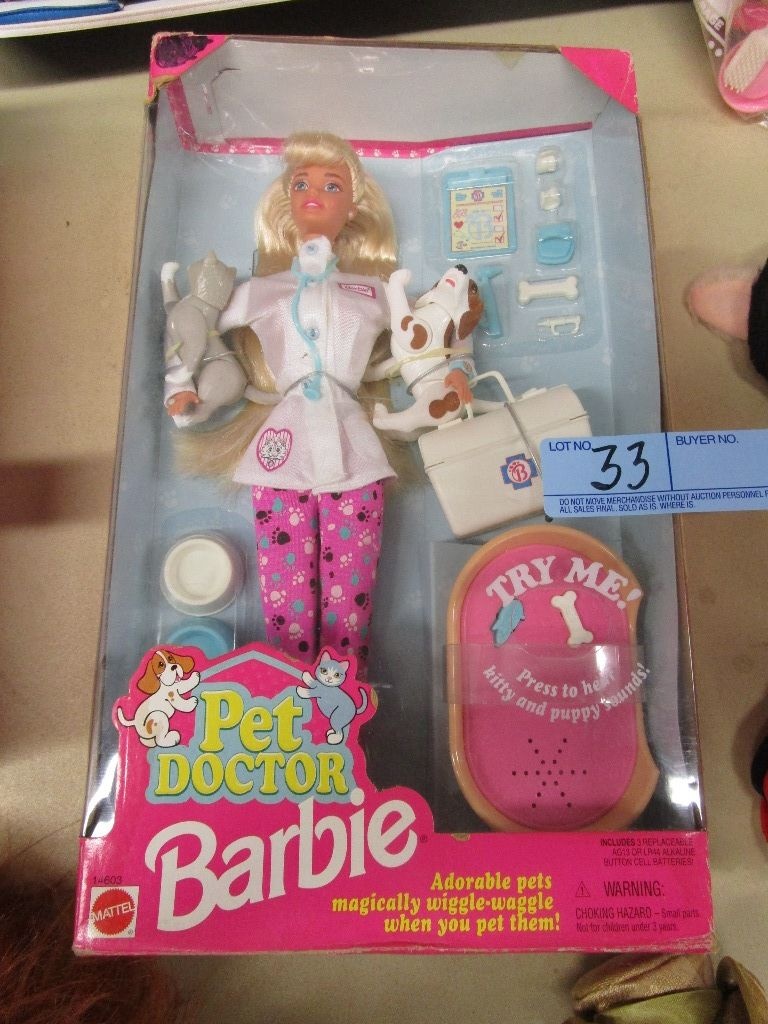 Barbie
LOT NO.
33
BUYER NO.
DO NOT MOVE MERCHANDISE WITHOUT AUCTION PERSONNEL
ALL SALES FINAL. SOLD AS IS. WHERE IS.
B
TRY ME!
Press to hear
kitty and puppy sounds!
Pet
DOCTOR
Barbie
®
14603
MATTEL
Adorable pets
magically wiggle-waggle
when you pet them!
INCLUDES 3 REPLACEABLE
AG13 OR LR44 ALKALINE
BUTTON CELL BATTERIES!
WARNING:
CHOKING HAZARD – Small parts.
Not for children under 3 years.